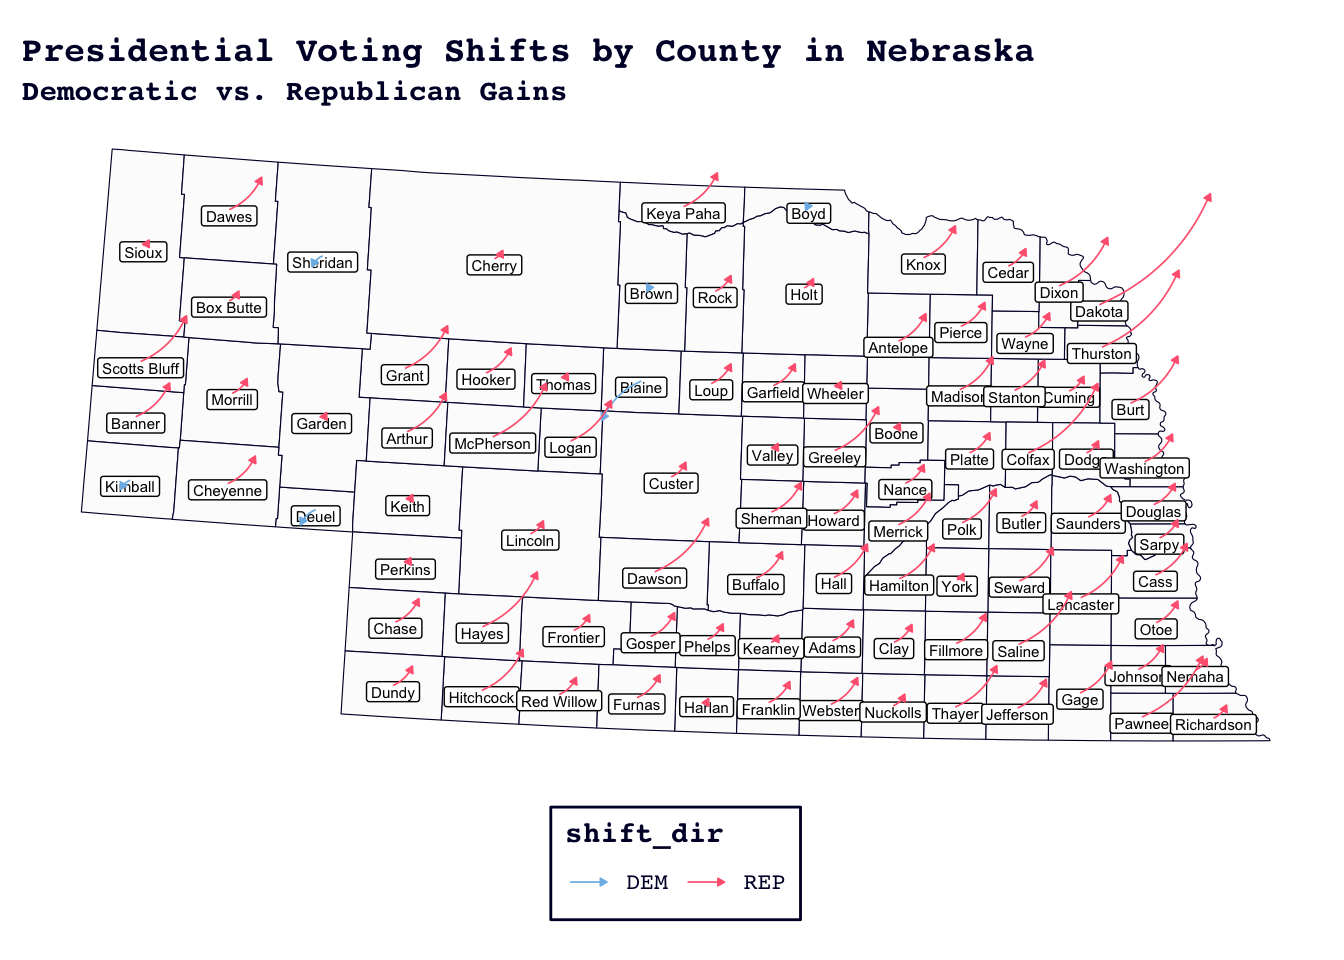 Presidential Voting Shifts by County in Nebraska
Democratic vs. Republican Gains
Keya Paha
Boyd
Dawes
Sioux
Sheridan
Cherry
Knox
Cedar
Brown
Rock
Holt
Dixon
Box Butte
Dakota
Antelope
Pierce
Wayne
Thurston
Scotts Bluff
Grant
Hooker
Thomas
Blaine
Loup
Garfield
Wheeler
Madison
Stanton
Cuming
Burt
Morrill
Banner
Garden
Arthur
McPherson
Logan
Boone
Valley
Greeley
Platte
Colfax
Dodg
Washington
Kimball
Cheyenne
Custer
Nance
Deuel
Keith
Sherman
Howard
Merrick
Polk
Butler
Saunders
Douglas
Lincoln
Sarpy
Perkins
Dawson
Buffalo
Hall
Hamilton
York
Seward
Cass
Lancaster
Chase
Hayes
Frontier
Gosper
Phelps
Kearney
Adams
Clay
Fillmore
Saline
Otoe
Johnson
Nemaha
Dundy
Hitchcock
Red Willow
Furnas
Harlan
Franklin
Webster
Nuckolls
Thayer
Jefferson
Gage
Pawnee
Richardson
shift_dir
DEM
REP